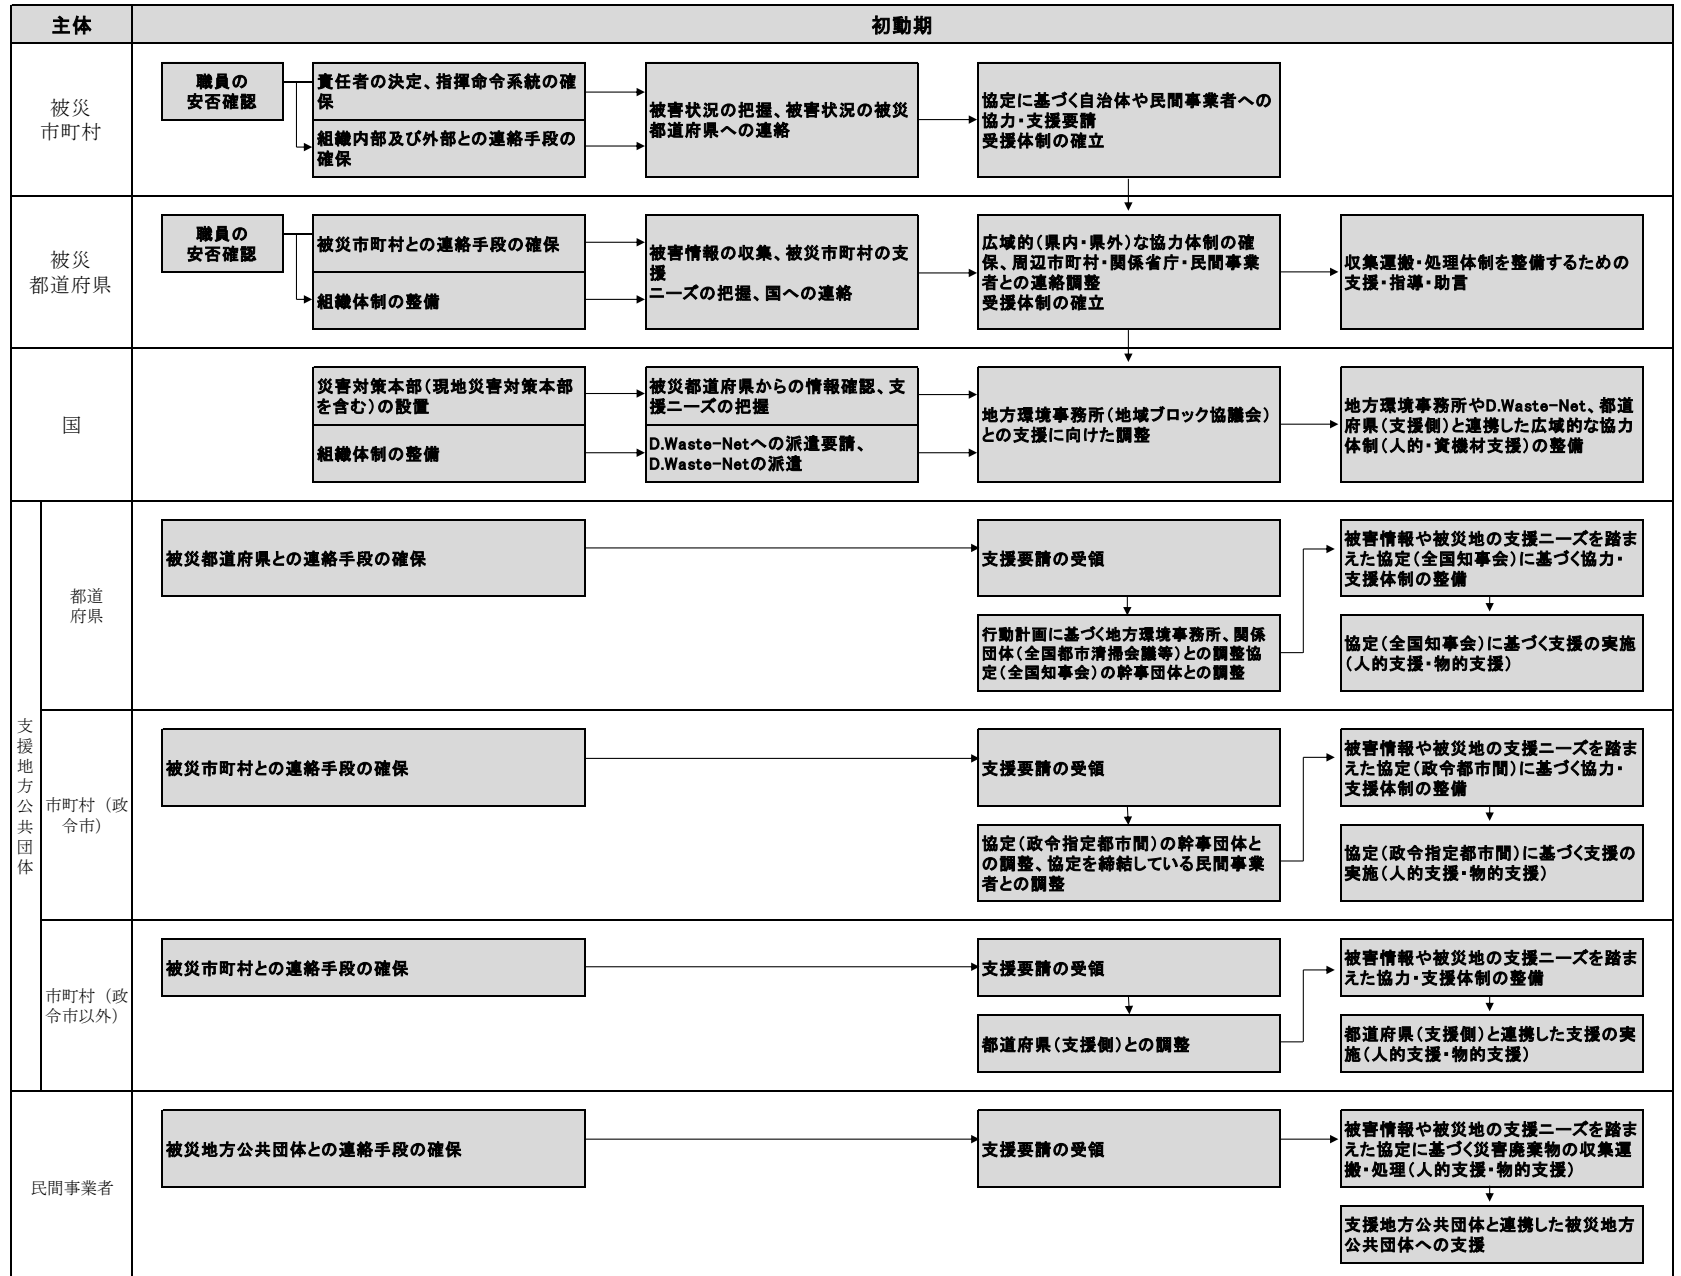 主体
初動期
被災
市町村
職員の
安否確認
責任者の決定、指揮命令系統の確
保
組織内部及び外部との連絡手段の
確保
被害状況の把握、被害状況の被災
都道府県への連絡
協定に基づく自治体や民間事業者への
協力・支援要請
受援体制の確立
被災
都道府県
職員の
安否確認
被災市町村との連絡手段の確保
組織体制の整備
被害情報の収集、被災市町村の支
援
ニーズの把握、国への連絡
広域的（県内・県外）な協力体制の確
保、周辺市町村・関係省庁・民間事業
者との連絡調整
受援体制の確立
収集運搬・処理体制を整備するための
支援・指導・助言
国
災害対策本部（現地災害対策本部
を含む）の設置
組織体制の整備
被災都道府県からの情報確認、支
援ニーズの把握
D.Waste-Netへの派遣要請、
D.Waste-Netの派遣
地方環境事務所（地域ブロック協議会）
との支援に向けた調整
地方環境事務所やD.Waste-Net、都道
府県（支援側）と連携した広域的な協力
体制（人的・資機材支援）の整備
支援地方公共団体
都道
府県
被災都道府県との連絡手段の確保
支援要請の受領
行動計画に基づく地方環境事務所、関係
団体（全国都市清掃会議等）との調整協
定（全国知事会）の幹事団体との調整
被害情報や被災地の支援ニーズを踏ま
えた協定（全国知事会）に基づく協力・
支援体制の整備
協定（全国知事会）に基づく支援の実施
（人的支援・物的支援）
市町村（政
令市）
被災市町村との連絡手段の確保
支援要請の受領
協定（政令指定都市間）の幹事団体と
の調整、協定を締結している民間事業
者との調整
被害情報や被災地の支援ニーズを踏ま
えた協定（政令都市間）に基づく協力・
支援体制の整備
協定（政令指定都市間）に基づく支援の
実施（人的支援・物的支援）
市町村（政
令市以外）
被災市町村との連絡手段の確保
支援要請の受領
都道府県（支援側）との調整
被害情報や被災地の支援ニーズを踏ま
えた協力・支援体制の整備
都道府県（支援側）と連携した支援の実
施（人的支援・物的支援）
民間事業者
被災地方公共団体との連絡手段の確保
支援要請の受領
被害情報や被災地の支援ニーズを踏ま
えた協定に基づく災害廃棄物の収集運
搬・処理（人的支援・物的支援）
支援地方公共団体と連携した被災地方
公共団体への支援